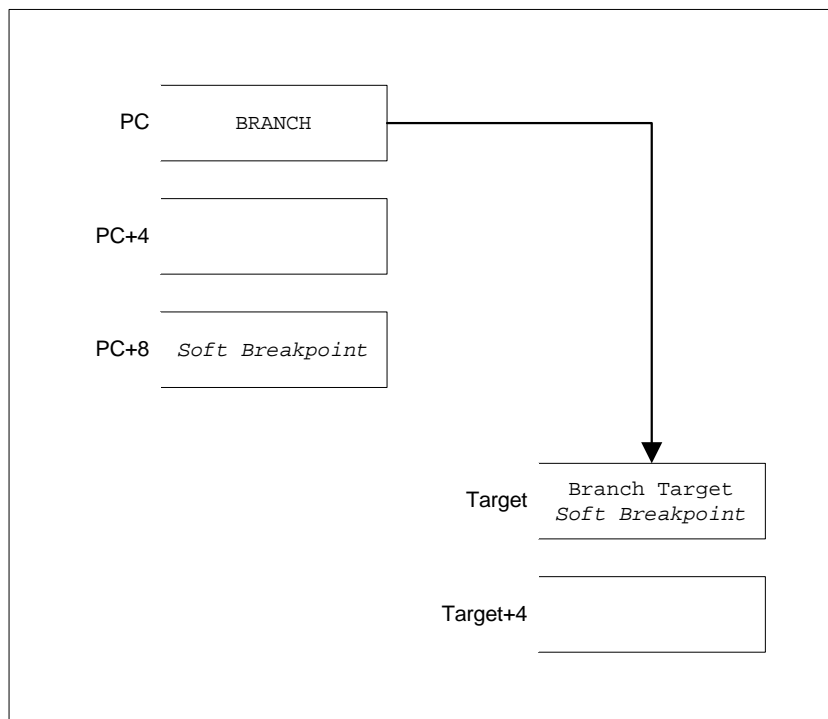 PC
BRANCH
PC+4
PC+8
Soft Breakpoint
Target
Branch Target
Soft Breakpoint
Target+4